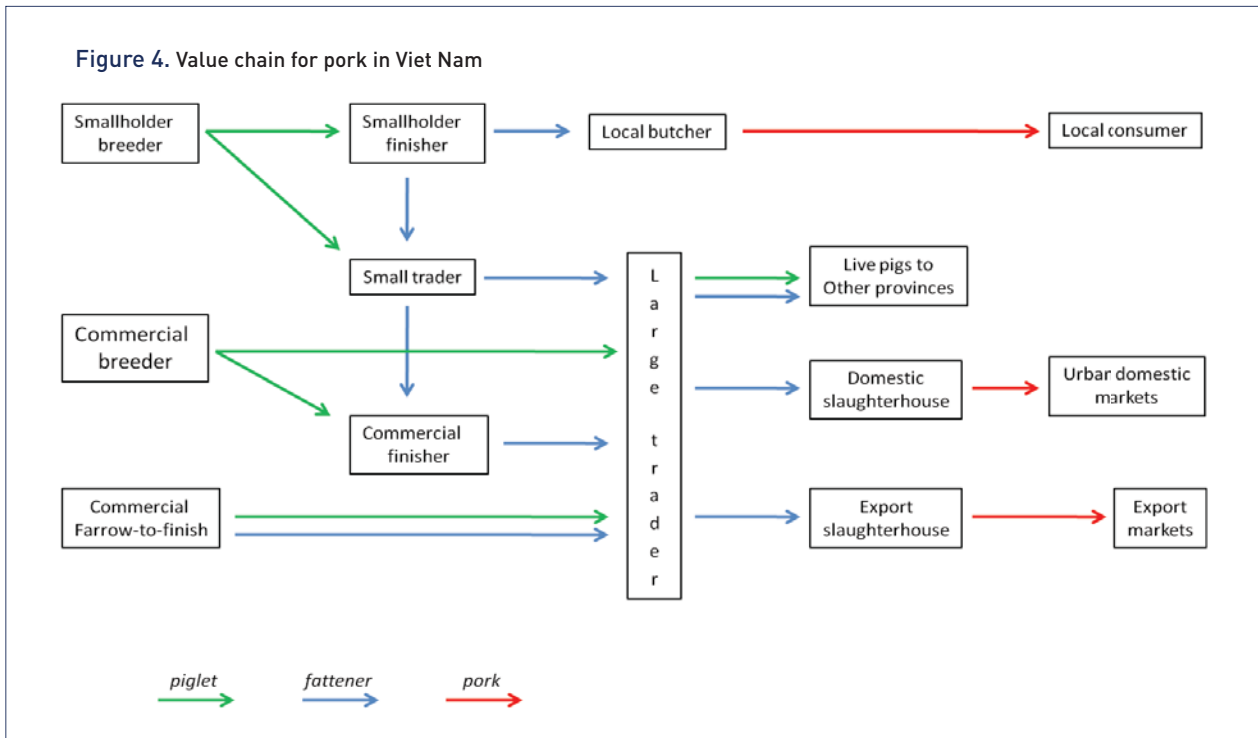 Figure 4. Value chain for pork in Viet Nam
Smallholder
breeder
Smallholder
finisher
Local butcher
Local consumer
Small trader
Large trader
Live pigs to
Other provinces
Commercial
breeder
Domestic
slaughterhouse
Urbar domestic
markets
Commercial
finisher
Commercial
Farrow-to-finish
Export
slaughterhouse
Export
markets
piglet
fattener
pork